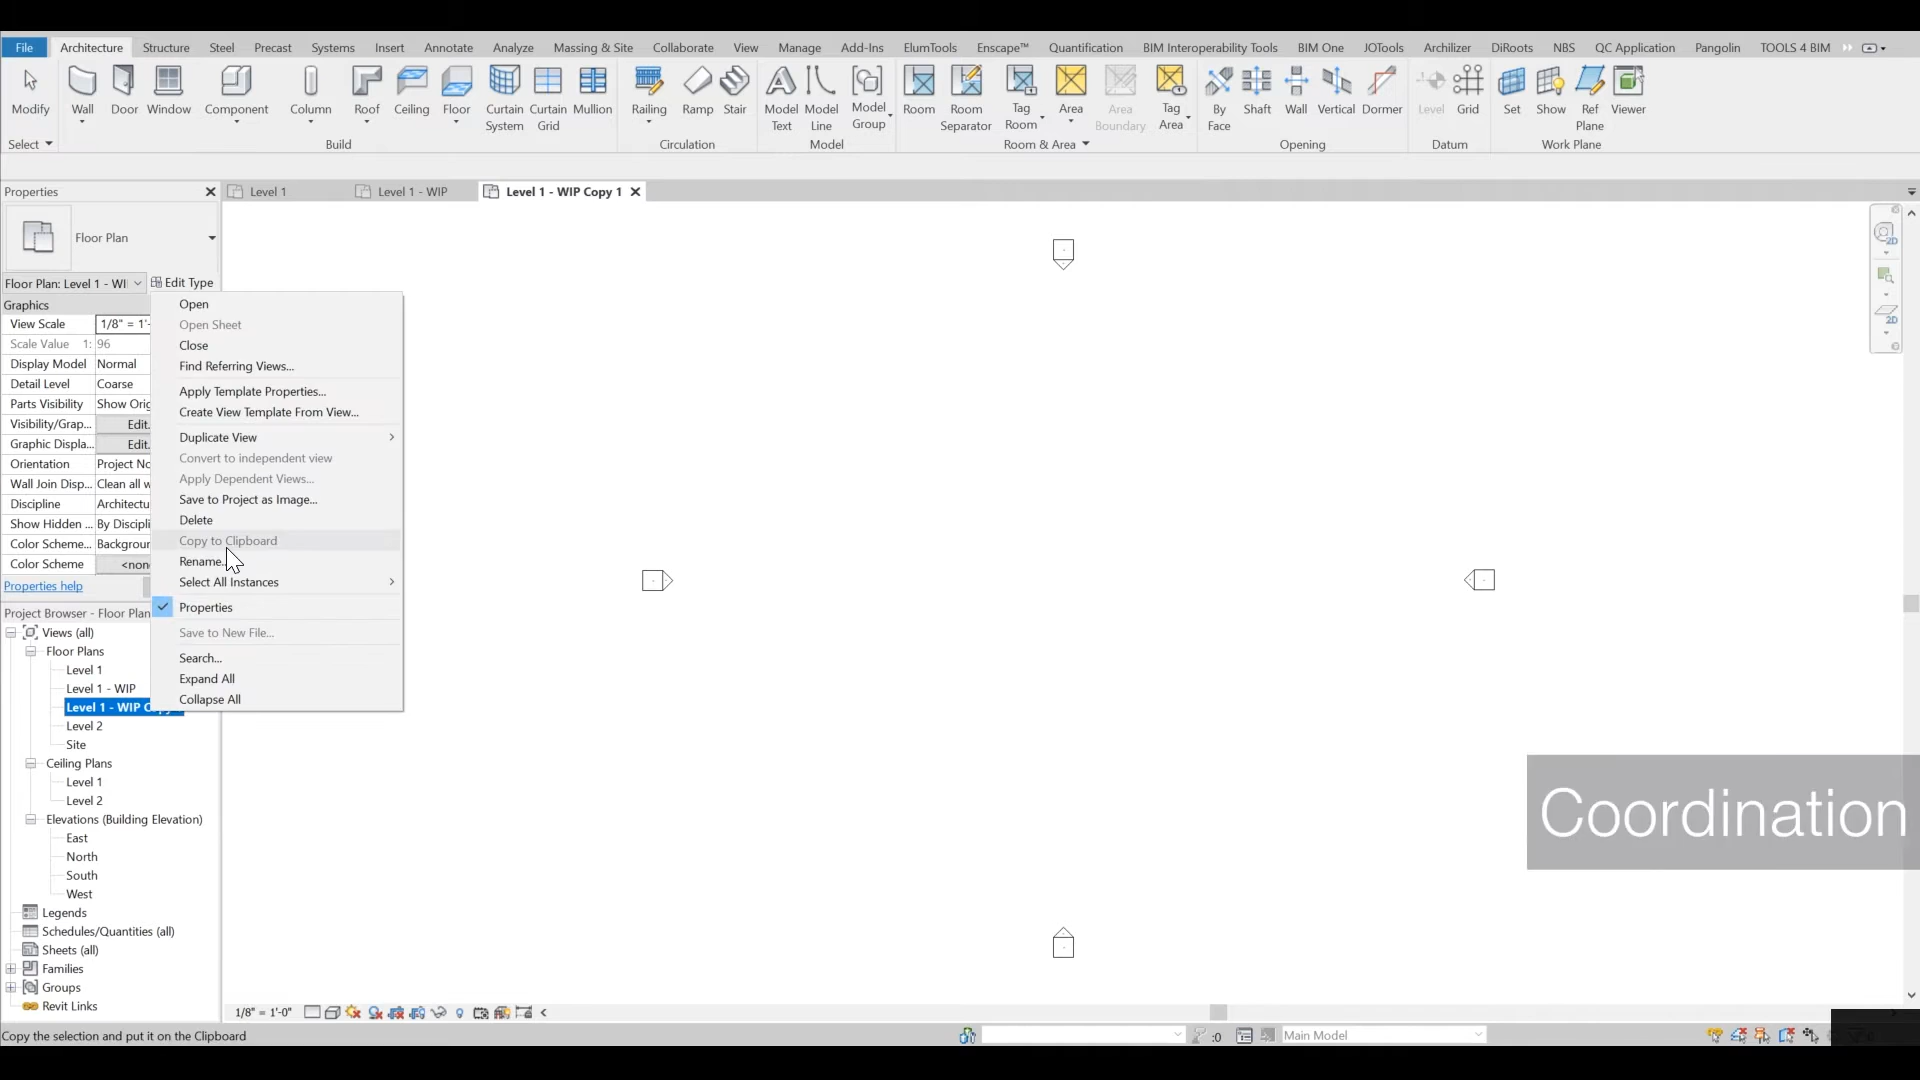 File Architecture Structure Steel Precast Systems Insert Annotate Analyze Massing & Site Collaborate View Manage Add-Ins ElumTools Enscape™ Quantification BIM Interoperability Tools BIM One JOTools Archilizer DiRoots NBS QC Application Pangolin TOOLS 4 BIM
Modify Wall Door Window Component Column Roof Ceiling Floor Curtain System Curtain Grid Mullion Railing Ramp Stair Model Text Model Line Model Group Room Room Separator Tag Room Area Area Boundary Tag Area By Face Shaft Wall Vertical Dormer Level Grid Set Show Ref Plane Viewer
Select Build Circulation Model Room & Area Opening Datum Work Plane
Properties
Level 1
Level 1 - WIP
Level 1 - WIP Copy 1
Floor Plan
Floor Plan: Level 1 - WI
Edit Type
Graphics
View Scale 1/8" = 1'-
Scale Value 1: 96
Display Model Normal
Detail Level Coarse
Parts Visibility Show Orig
Visibility/Grap... Edit.
Graphic Displa... Edit.
Orientation Project No
Wall Join Disp... Clean all w
Discipline Architectu
Show Hidden ... By Discipli
Color Scheme... Backgroun
Color Scheme <non
Properties help
Open
Open Sheet
Close
Find Referring Views...
Apply Template Properties...
Create View Template From View...
Duplicate View
Convert to independent view
Apply Dependent Views...
Save to Project as Image...
Delete
Copy to Clipboard
Rename...
Select All Instances
Properties
Save to New File...
Search...
Expand All
Collapse All
Project Browser - Floor Plan
Views (all)
Floor Plans
Level 1
Level 1 - WIP
Level 1 - WIP Copy
Level 2
Site
Ceiling Plans
Level 1
Level 2
Elevations (Building Elevation)
East
North
South
West
Legends
Schedules/Quantities (all)
Sheets (all)
Families
Groups
Revit Links
2D
2D
Coordination
1/8" = 1'-0"
Copy the selection and put it on the Clipboard
:0
Main Model